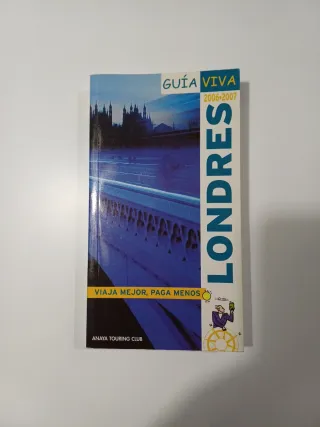 GUÍA VIVA
2006-2007
LONDRES
VIAJA MEJOR, PAGA MENOS
ANAYA TOURING CLUB